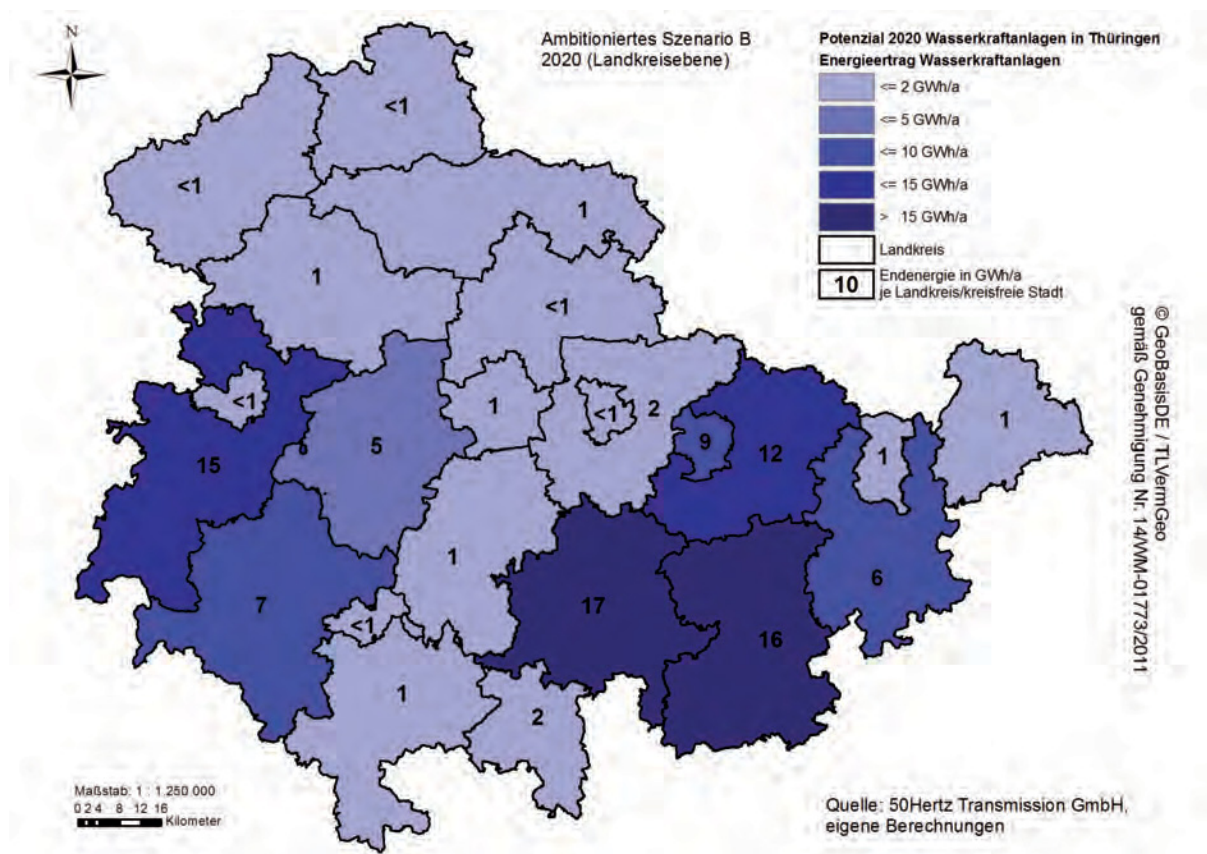 N
Ambitioniertes Szenario B
2020 (Landkreisebene)
Potenzial 2020 Wasserkraftanlagen in Thüringen
Energieertrag Wasserkraftanlagen
<= 2 GWh/a
<= 5 GWh/a
<= 10 GWh/a
<= 15 GWh/a
> 15 GWh/a
Landkreis
10 Endenergie in GWh/a
je Landkreis/kreisfreie Stadt
<1
<1
1
1
<1
<1
1
<1
2
1
15
5
9
12
1
1
7
17
16
6
<1
1
2
© GeoBasisDE / TLVermGeo
gemäß Genehmigung Nr. 14/WM-01773/2011
Maßstab: 1 : 1.250.000
0 2 4 8 12 16
Kilometer
Quelle: 50Hertz Transmission GmbH,
eigene Berechnungen